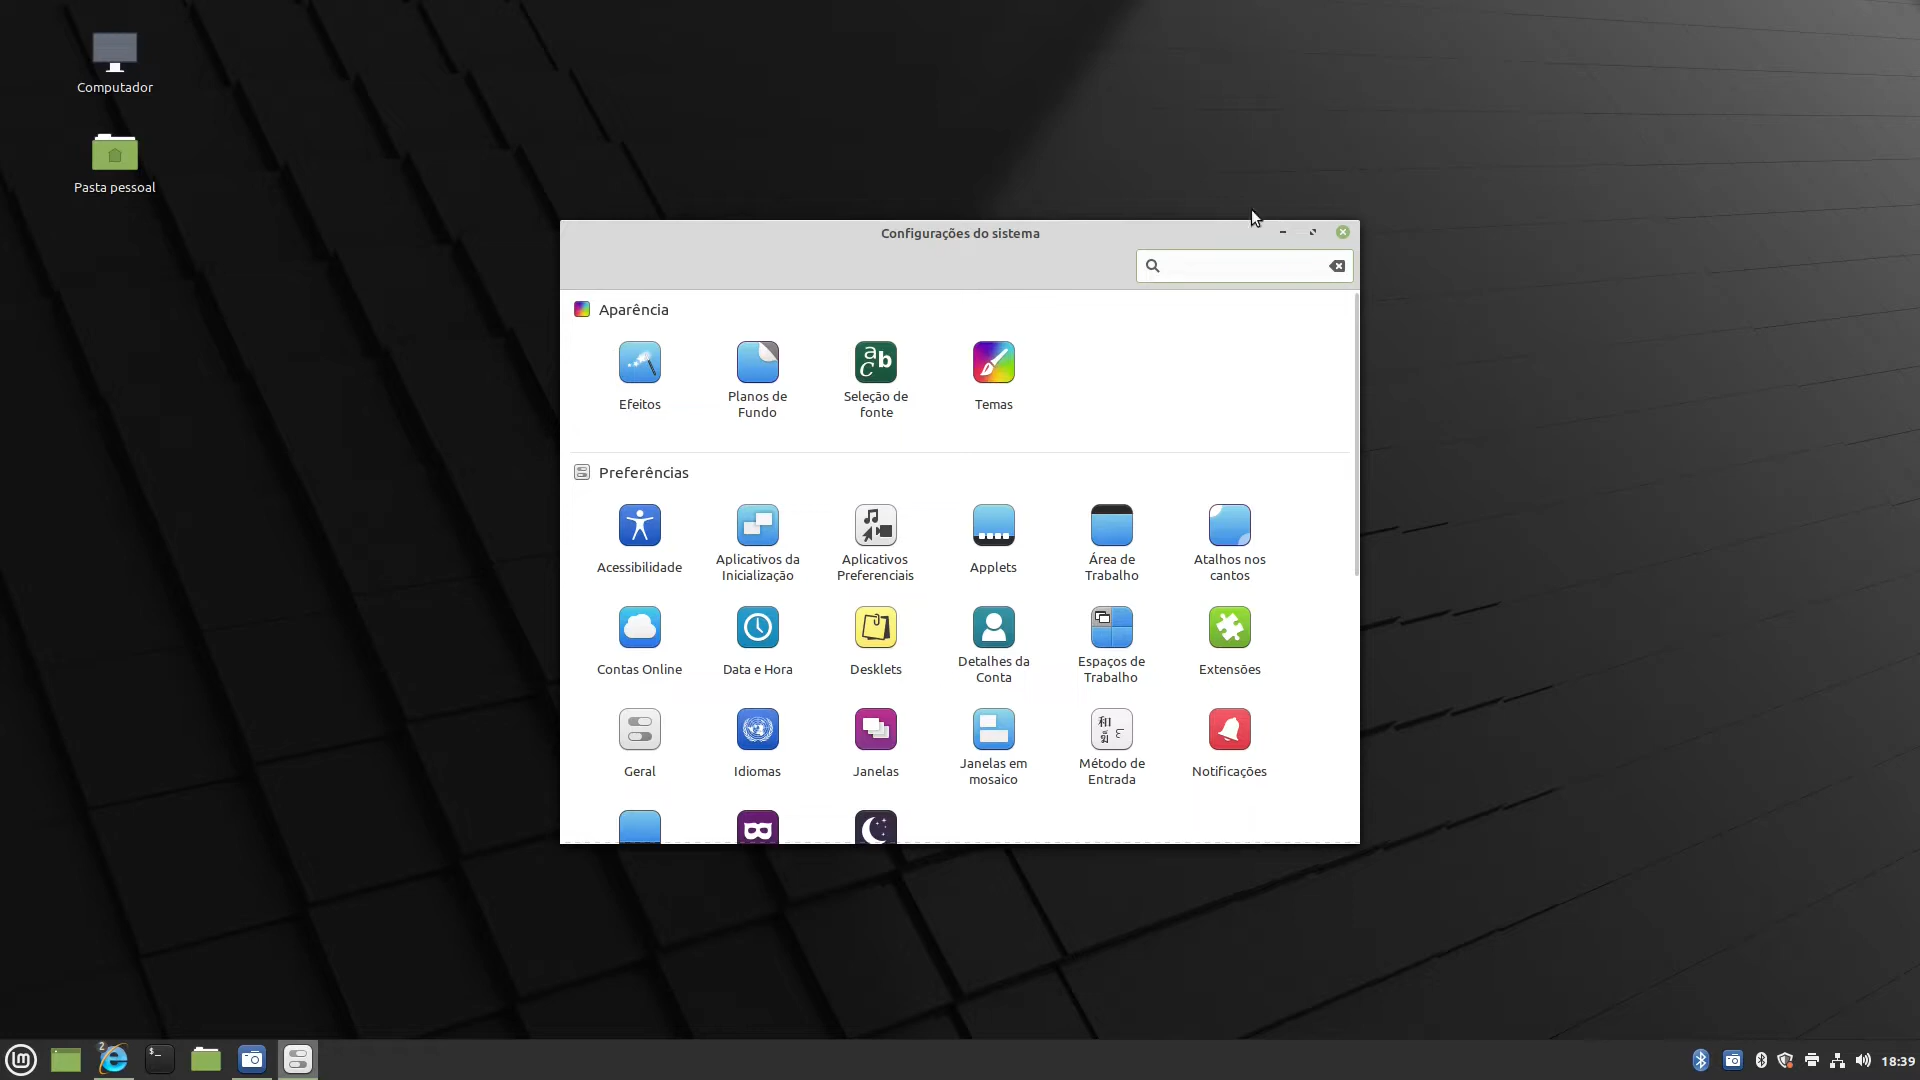 Computador
Pasta pessoal
Configurações do sistema
Aparência
Efeitos
Planos de
Fundo
Seleção de
fonte
Temas
Preferências
Acessibilidade
Aplicativos da
Inicialização
Aplicativos
Preferenciais
Applets
Área de
Trabalho
Atalhos nos
cantos
Contas Online
Data e Hora
Desklets
Detalhes da
Conta
Espaços de
Trabalho
Extensões
Geral
Idiomas
Janelas
Janelas em
mosaico
Método de
Entrada
Notificações
2
18:39